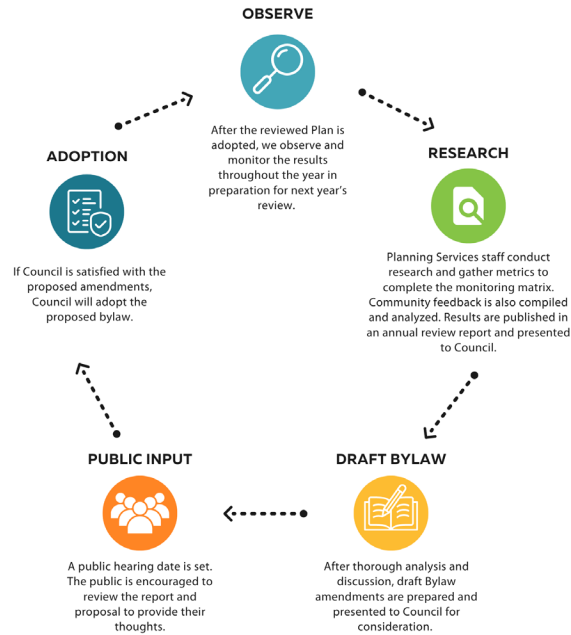 OBSERVE
After the reviewed Plan is
adopted, we observe and
monitor the results
throughout the year in
preparation for next year's
review.
RESEARCH
Planning Services staff conduct
research and gather metrics to
complete the monitoring matrix.
Community feedback is also compiled
and analyzed. Results are published in
an annual review report and presented
to Council.
DRAFT BYLAW
After thorough analysis and
discussion, draft Bylaw
amendments are prepared and
presented to Council for
consideration.
PUBLIC INPUT
A public hearing date is set.
The public is encouraged to
review the report and
proposal to provide their
thoughts.
ADOPTION
If Council is satisfied with the
proposed amendments,
Council will adopt the
proposed bylaw.